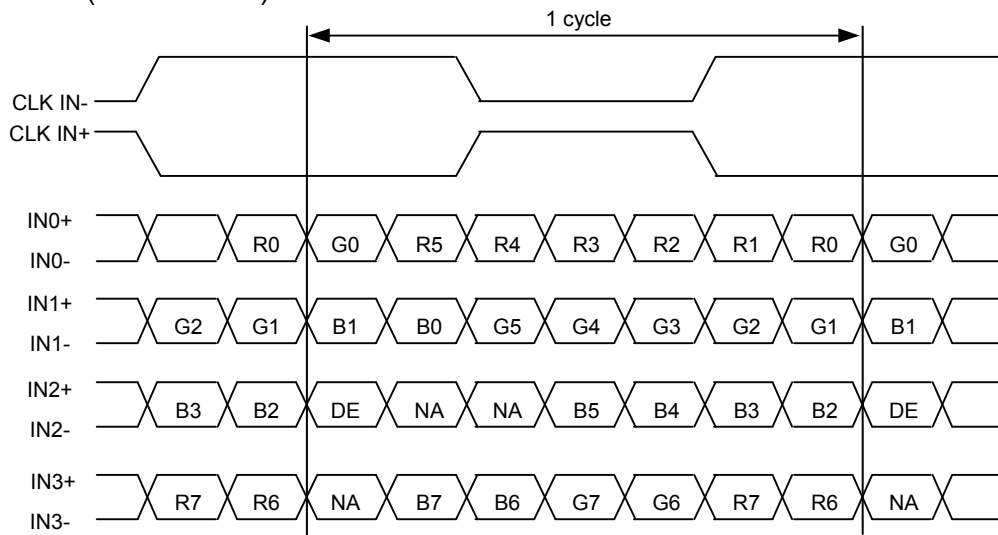 1 cycle
CLK IN-
CLK IN+
IN0+
R0 G0 R5 R4 R3 R2 R1 R0 G0
IN0-
IN1+
G2 G1 B1 B0 G5 G4 G3 G2 G1 B1
IN1-
IN2+
B3 B2 DE NA NA B5 B4 B3 B2 DE
IN2-
IN3+
R7 R6 NA B7 B6 G7 G6 R7 R6 NA
IN3-